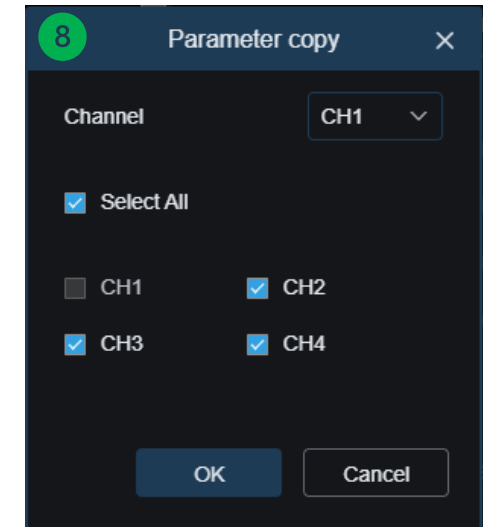 8
Parameter copy
Channel CH1
Select All
CH1 CH2
CH3 CH4
OK Cancel